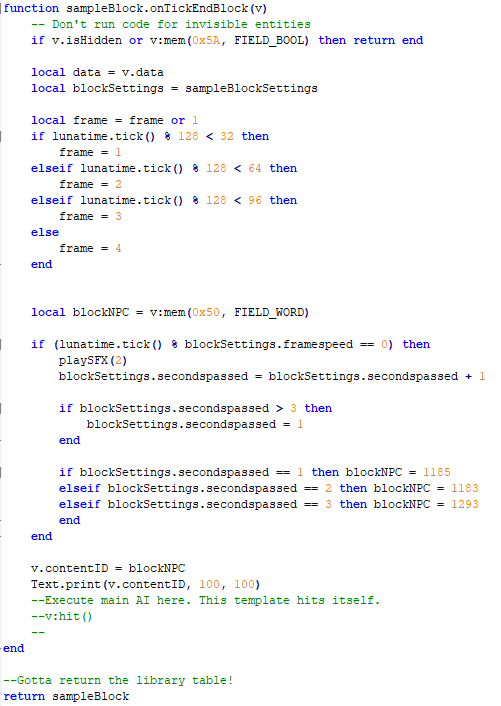 function sampleBlock.onTickEndBlock(v)
    -- Don't run code for invisible entities
    if v.isHidden or v:mem(0x5A, FIELD_BOOL) then return end

    local data = v.data
    local blockSettings = sampleBlockSettings

    local frame = frame or 1
    if lunatime.tick() % 128 < 32 then
        frame = 1
    elseif lunatime.tick() % 128 < 64 then
        frame = 2
    elseif lunatime.tick() % 128 < 96 then
        frame = 3
    else
        frame = 4
    end


    local blockNPC = v:mem(0x50, FIELD_WORD)

    if (lunatime.tick() % blockSettings.framespeed == 0) then
        playSFX(2)
        blockSettings.secondspassed = blockSettings.secondspassed + 1

        if blockSettings.secondspassed > 3 then
            blockSettings.secondspassed = 1
        end

        if blockSettings.secondspassed == 1 then blockNPC = 1185
        elseif blockSettings.secondspassed == 2 then blockNPC = 1183
        elseif blockSettings.secondspassed == 3 then blockNPC = 1293
        end
    end

    v.contentID = blockNPC
    Text.print(v.contentID, 100, 100)
    --Execute main AI here. This template hits itself.
    --v:hit()
    --
end

--Gotta return the library table!
return sampleBlock